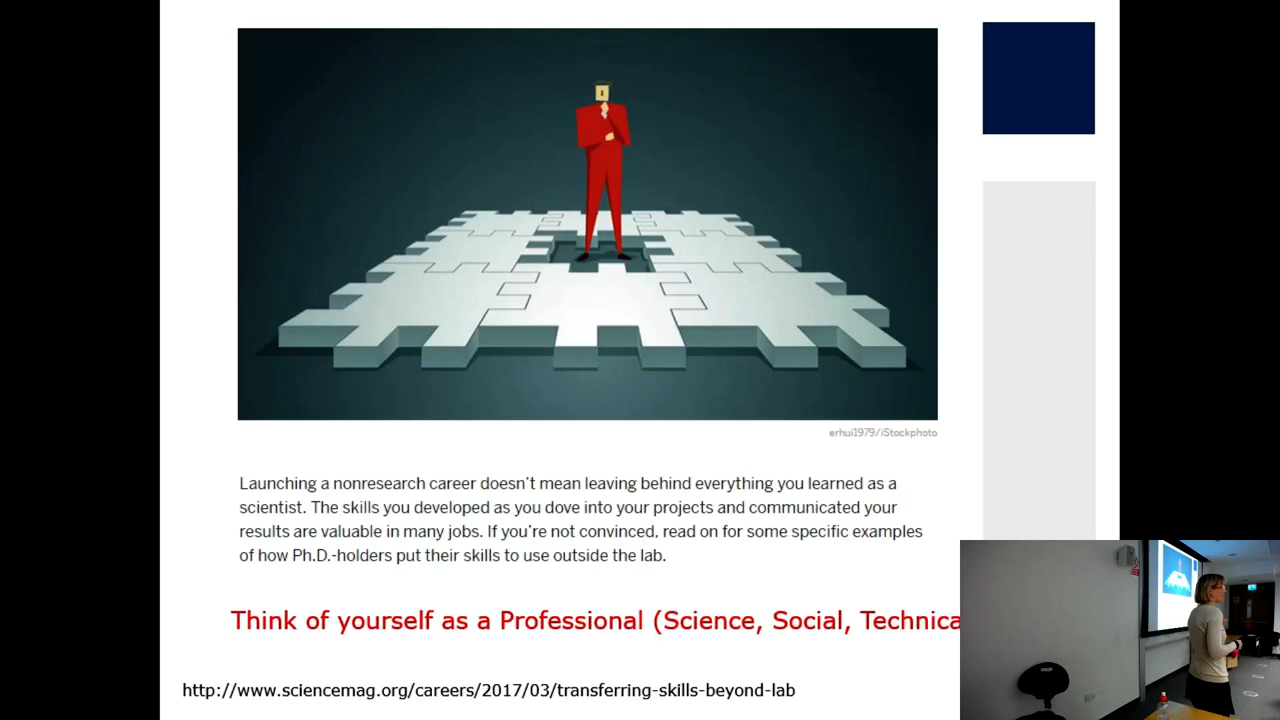 erhui1979/iStockphoto
Launching a nonresearch career doesn't mean leaving behind everything you learned as a
scientist. The skills you developed as you dove into your projects and communicated your
results are valuable in many jobs. If you're not convinced, read on for some specific examples
of how Ph.D.-holders put their skills to use outside the lab.
Think of yourself as a Professional (Science, Social, Technica
http://www.sciencemag.org/careers/2017/03/transferring-skills-beyond-lab